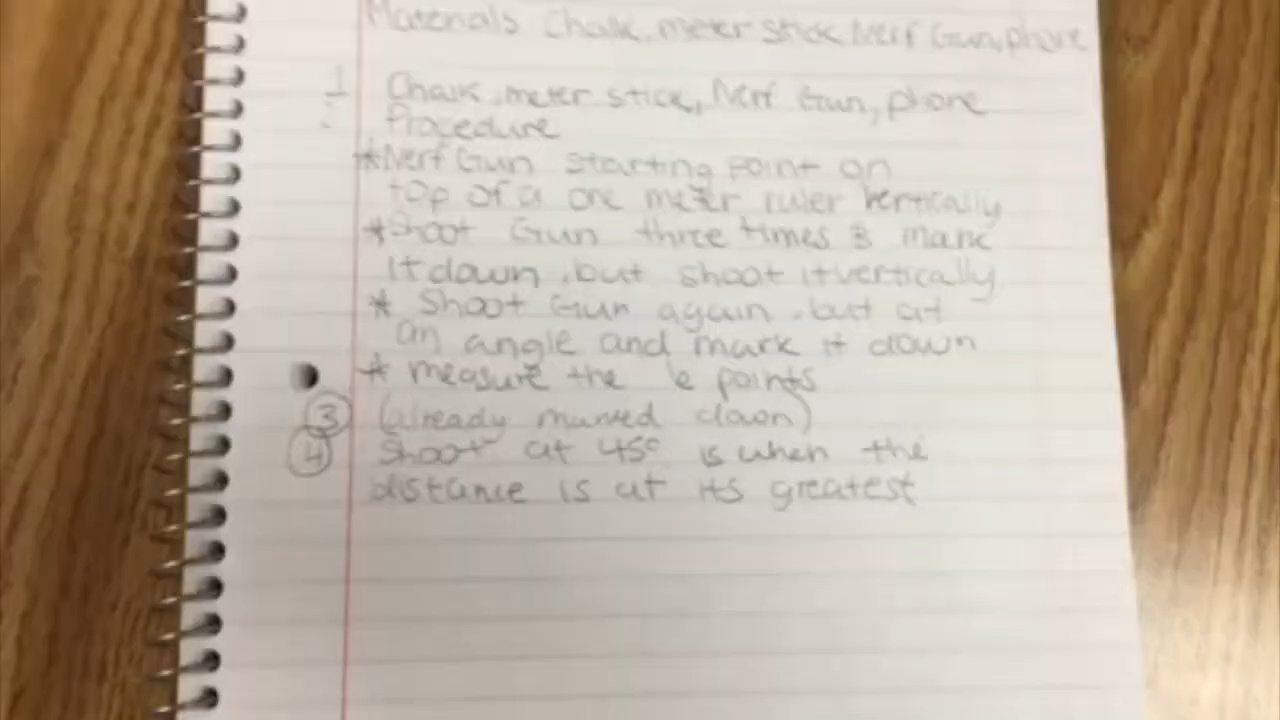 Materials Chalk, meter stick, Nerf Gun, phone
1 Chalk, meter stick, Nerf Gun, phone
: Procedure
*Nerf Gun starting point on
top of a one meter ruler vertically
*Shoot Gun three times & mark
it down, but shoot it vertically
* Shoot Gun again, but at
an angle and mark it down
* measure the points
③ (already marked down)
④ Shoot at 45° is when the
distance is at its greatest